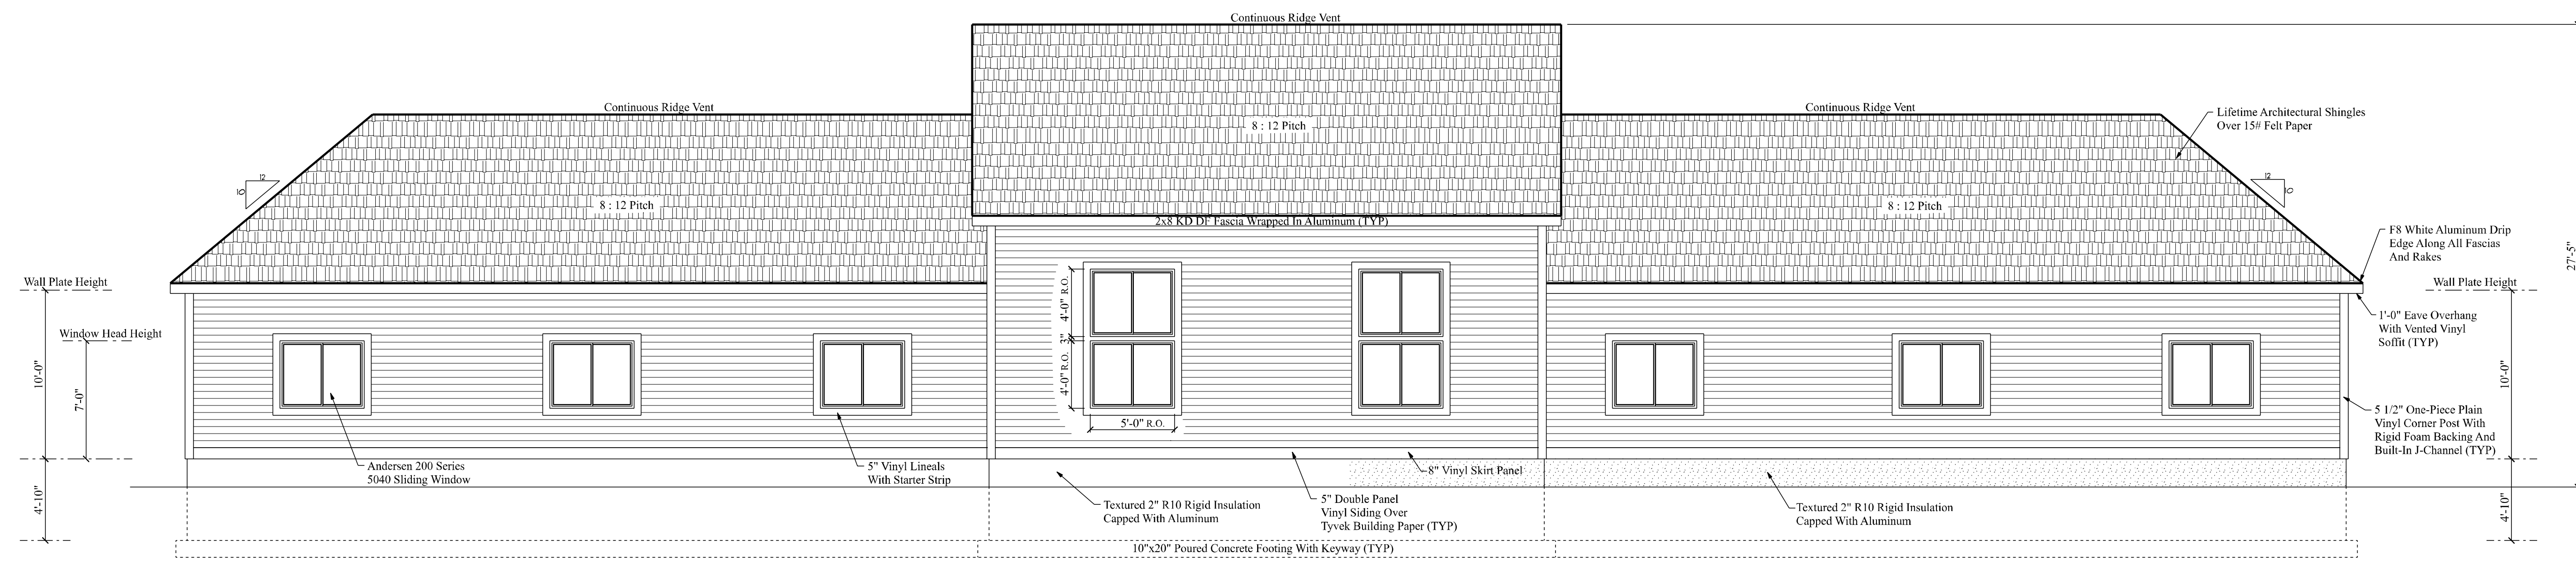 Continuous Ridge Vent
Continuous Ridge Vent
Continuous Ridge Vent
Lifetime Architectural Shingles
Over 15# Felt Paper
8 : 12 Pitch
12
10
12
10
8 : 12 Pitch
8 : 12 Pitch
2x8 KD DF Fascia Wrapped In Aluminum (TYP)
F8 White Aluminum Drip
Edge Along All Fascias
And Rakes
27'-5"
Wall Plate Height
Wall Plate Height
4'-0" R.O.
3"
4'-0" R.O.
5'-0" R.O.
1'-0" Eave Overhang
With Vented Vinyl
Soffit (TYP)
Window Head Height
10'-0"
7'-0"
10'-0"
5 1/2" One-Piece Plain
Vinyl Corner Post With
Rigid Foam Backing And
Built-In J-Channel (TYP)
Andersen 200 Series
5040 Sliding Window
5" Vinyl Lineals
With Starter Strip
8" Vinyl Skirt Panel
4'-10"
4'-10"
Textured 2" R10 Rigid Insulation
Capped With Aluminum
5" Double Panel
Vinyl Siding Over
Tyvek Building Paper (TYP)
Textured 2" R10 Rigid Insulation
Capped With Aluminum
10"x20" Poured Concrete Footing With Keyway (TYP)